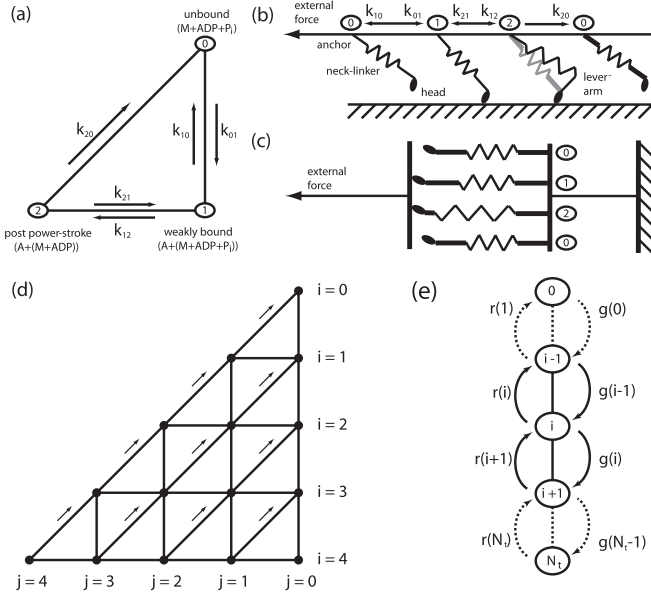 (a)
unbound
(M+ADP+Pᵢ)
0
k₂₀
k₁₀
k₀₁
k₂₁
k₁₂
2
1
post power-stroke
(A+(M+ADP))
weakly bound
(A+(M+ADP+Pᵢ))
(b)
external
force
0
k₁₀
k₀₁
1
k₂₁
k₁₂
2
k₂₀
0
anchor
neck-linker
head
lever-
arm
(c)
external
force
0
1
2
0
(d)
i = 0
i = 1
i = 2
i = 3
i = 4
j = 4
j = 3
j = 2
j = 1
j = 0
(e)
0
r(1)
g(0)
i-1
r(i)
g(i-1)
i
r(i+1)
g(i)
i+1
r(Nₜ)
g(Nₜ-1)
Nₜ